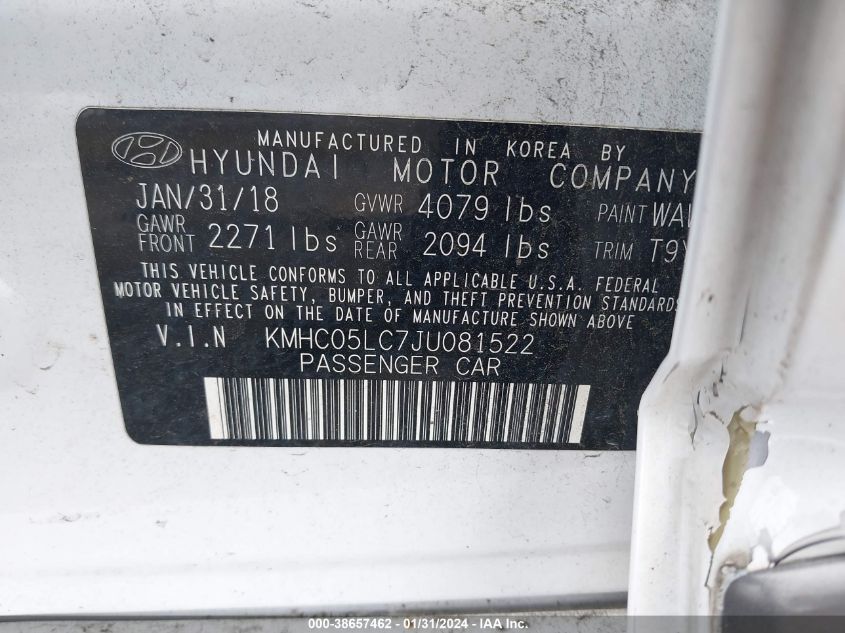 MANUFACTURED IN KOREA BY
HYUNDAI MOTOR COMPANY
JAN/31/18 GVWR 4079 lbs PAINT
GAWR FRONT 2271 lbs GAWR REAR 2094 lbs TRIM
THIS VEHICLE CONFORMS TO ALL APPLICABLE U.S.A. FEDERAL
MOTOR VEHICLE SAFETY, BUMPER, AND THEFT PREVENTION STANDARDS
IN EFFECT ON THE DATE OF MANUFACTURE SHOWN ABOVE
V.I.N KMHC05LC7JU081522
PASSENGER CAR
000-38657462 - 01/31/2024 - IAA Inc.